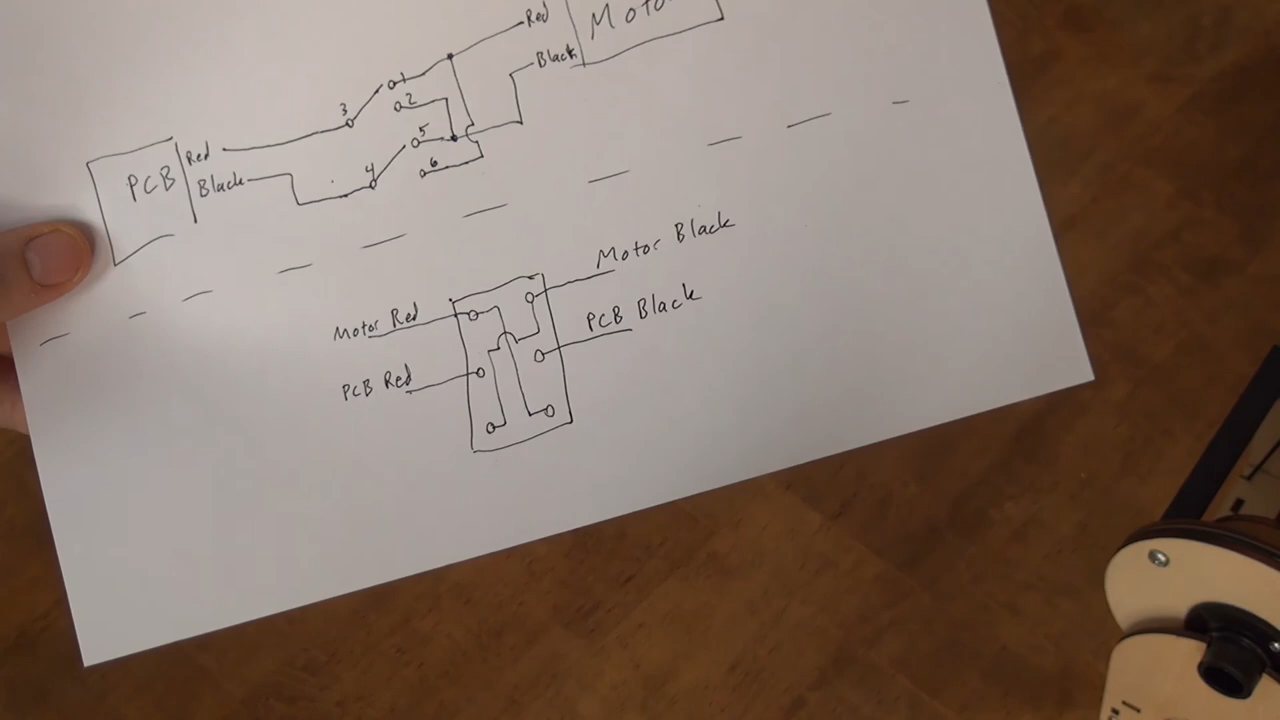 Red
Black
1
2
3
5
4
6
PCB
Red
Black
Motor Black
PCB Black
Motor Red
PCB Red